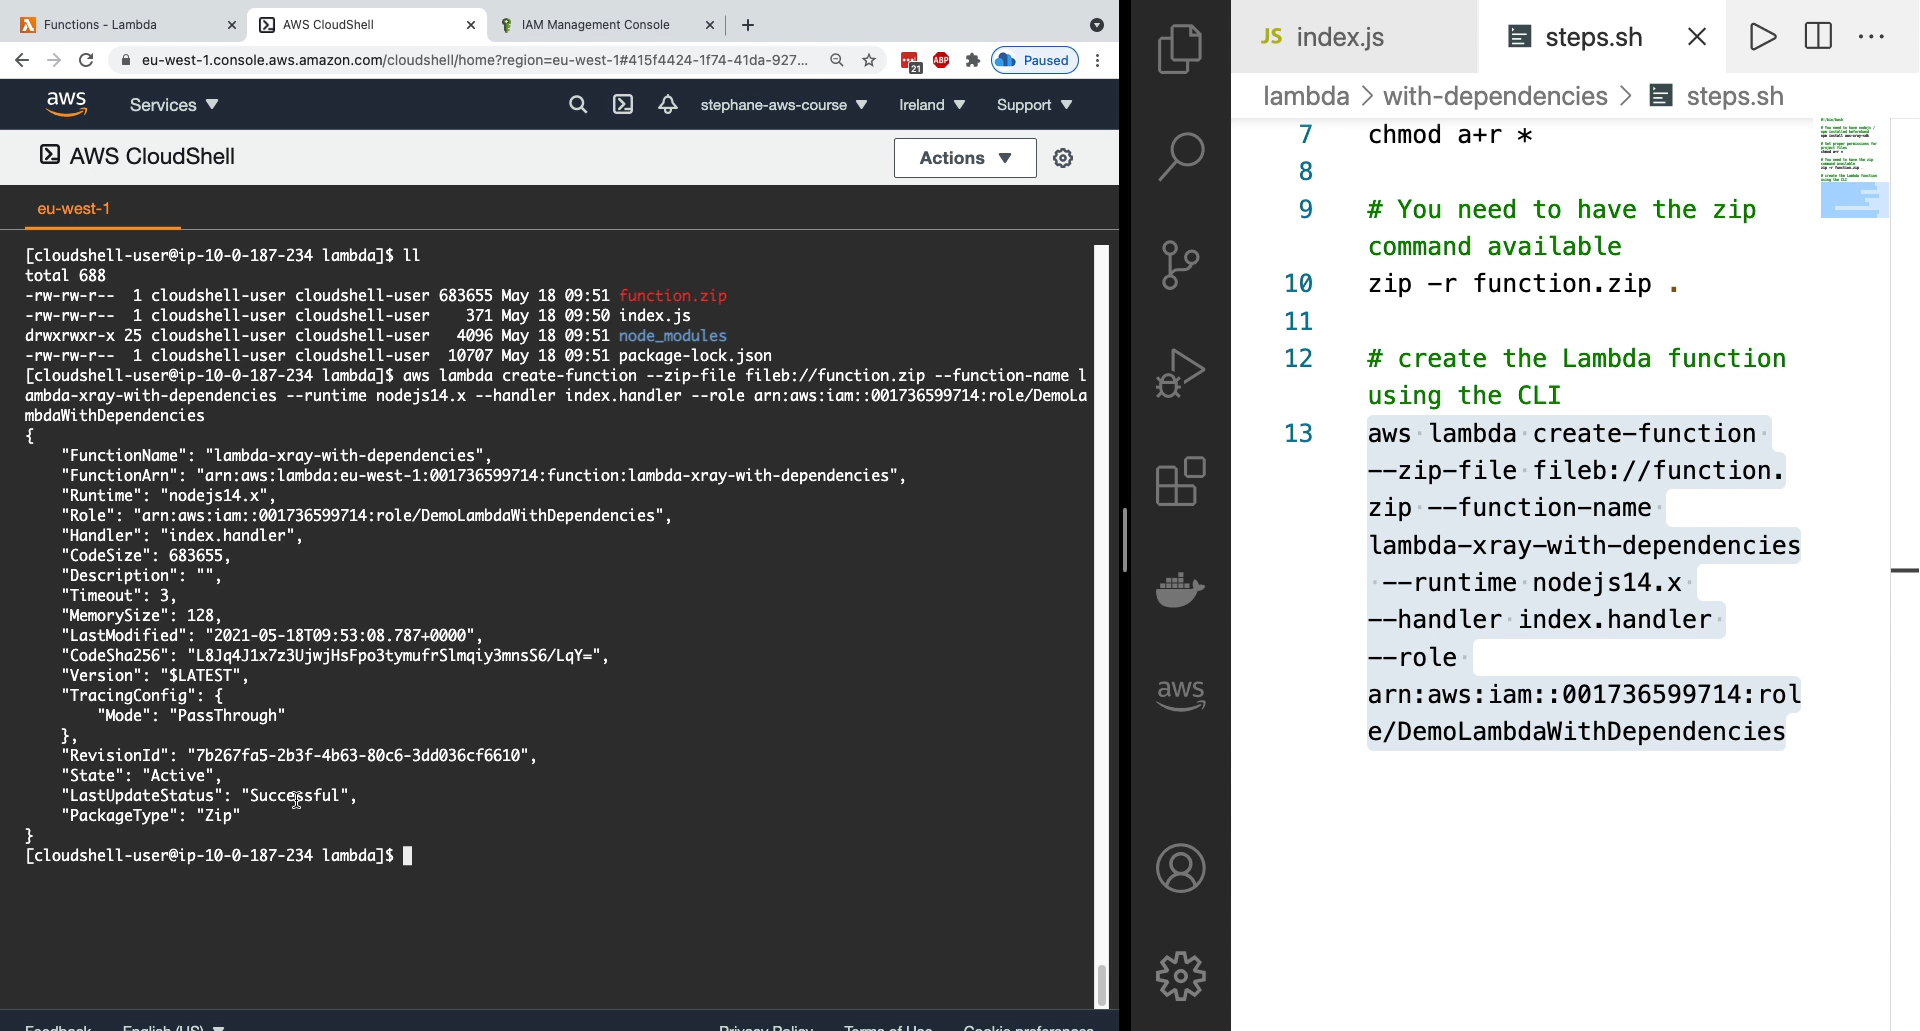 Functions - Lambda
AWS CloudShell
IAM Management Console
eu-west-1.console.aws.amazon.com/cloudshell/home?region=eu-west-1#415f4424-1f74-41da-927...
21
ABP
Paused
aws
Services
stephane-aws-course
Ireland
Support
AWS CloudShell
Actions
eu-west-1
[cloudshell-user@ip-10-0-187-234 lambda]$ ll
total 688
-rw-rw-r-- 1 cloudshell-user cloudshell-user 683655 May 18 09:51 function.zip
-rw-rw-r-- 1 cloudshell-user cloudshell-user 371 May 18 09:50 index.js
drwxrwxr-x 25 cloudshell-user cloudshell-user 4096 May 18 09:51 node_modules
-rw-rw-r-- 1 cloudshell-user cloudshell-user 10707 May 18 09:51 package-lock.json
[cloudshell-user@ip-10-0-187-234 lambda]$ aws lambda create-function --zip-file fileb://function.zip --function-name l
ambda-xray-with-dependencies --runtime nodejs14.x --handler index.handler --role arn:aws:iam::001736599714:role/DemoLa
mbdaWithDependencies
{
"FunctionName": "lambda-xray-with-dependencies",
"FunctionArn": "arn:aws:lambda:eu-west-1:001736599714:function:lambda-xray-with-dependencies",
"Runtime": "nodejs14.x",
"Role": "arn:aws:iam::001736599714:role/DemoLambdaWithDependencies",
"Handler": "index.handler",
"CodeSize": 683655,
"Description": "",
"Timeout": 3,
"MemorySize": 128,
"LastModified": "2021-05-18T09:53:08.787+0000",
"CodeSha256": "L8Jq4J1x7z3UjwjHsFpo3tymufrSlmqiy3mnsS6/LqY=",
"Version": "$LATEST",
"TracingConfig": {
"Mode": "PassThrough"
},
"RevisionId": "7b267fa5-2b3f-4b63-80c6-3dd036cf6610",
"State": "Active",
"LastUpdateStatus": "Successful",
"PackageType": "Zip"
}
[cloudshell-user@ip-10-0-187-234 lambda]$
Feedback
English (US)
Privacy Policy
Terms of Use
Cookie preferences
aws
JS index.js
steps.sh
lambda > with-dependencies > steps.sh
7 chmod a+r *
8
9 # You need to have the zip
command available
10 zip -r function.zip .
11
12 # create the Lambda function
using the CLI
13 aws lambda create-function
--zip-file fileb://function.
zip --function-name
lambda-xray-with-dependencies
--runtime nodejs14.x
--handler index.handler
--role
arn:aws:iam::001736599714:rol
e/DemoLambdaWithDependencies